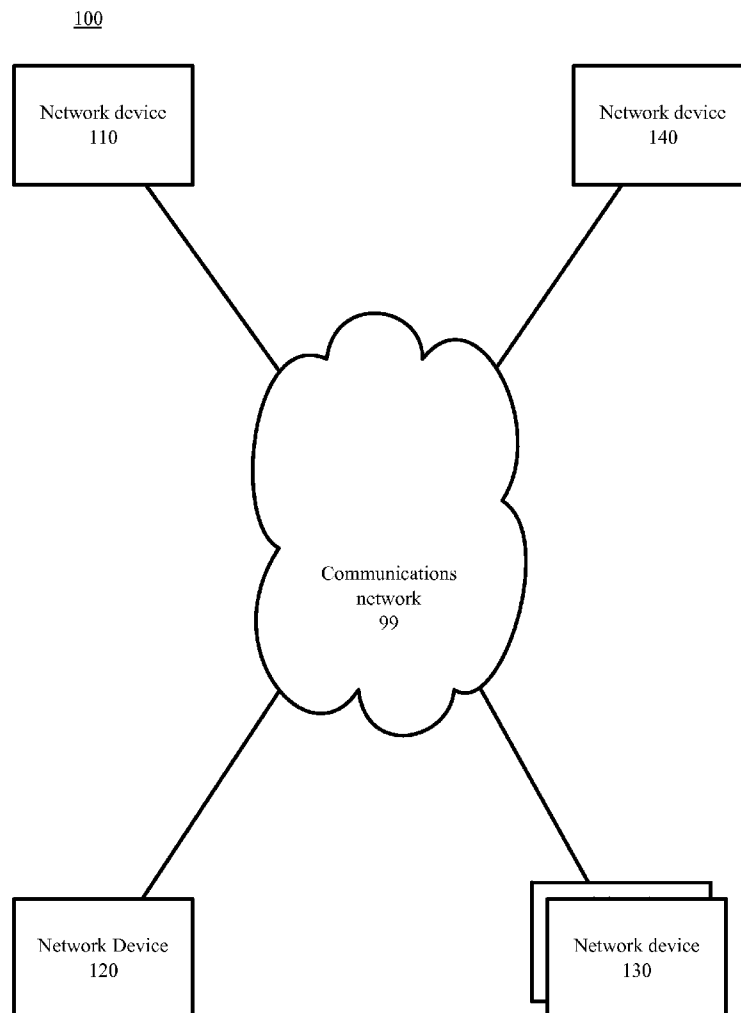 100
Network device
110
Network device
140
Communications
network
99
Network Device
120
Network device
130